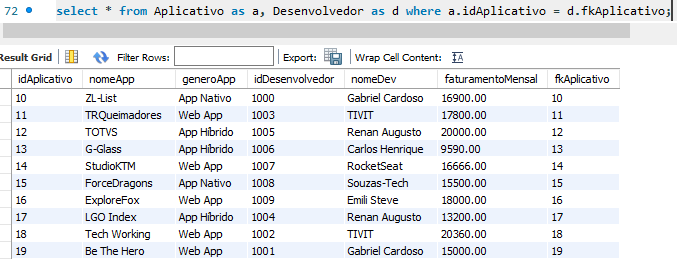 72 select * from Aplicativo as a, Desenvolvedor as d where a.idAplicativo = d.fkAplicativo;
Result Grid Filter Rows: Export: Wrap Cell Content:
idAplicativo nomeApp generoApp idDesenvolvedor nomeDev faturamentoMensal fkAplicativo
10 ZL-List App Nativo 1000 Gabriel Cardoso 16900.00 10
11 TRQueimadores Web App 1003 TIVIT 17800.00 11
12 TOTVS App Híbrido 1005 Renan Augusto 20000.00 12
13 G-Glass App Híbrido 1006 Carlos Henrique 9590.00 13
14 StudioKTM Web App 1007 RocketSeat 16666.00 14
15 ForceDragons App Nativo 1008 Souzas-Tech 15500.00 15
16 ExploreFox Web App 1009 Emili Steve 18000.00 16
17 LGO Index App Híbrido 1004 Renan Augusto 13200.00 17
18 Tech Working Web App 1002 TIVIT 20360.00 18
19 Be The Hero Web App 1001 Gabriel Cardoso 15000.00 19